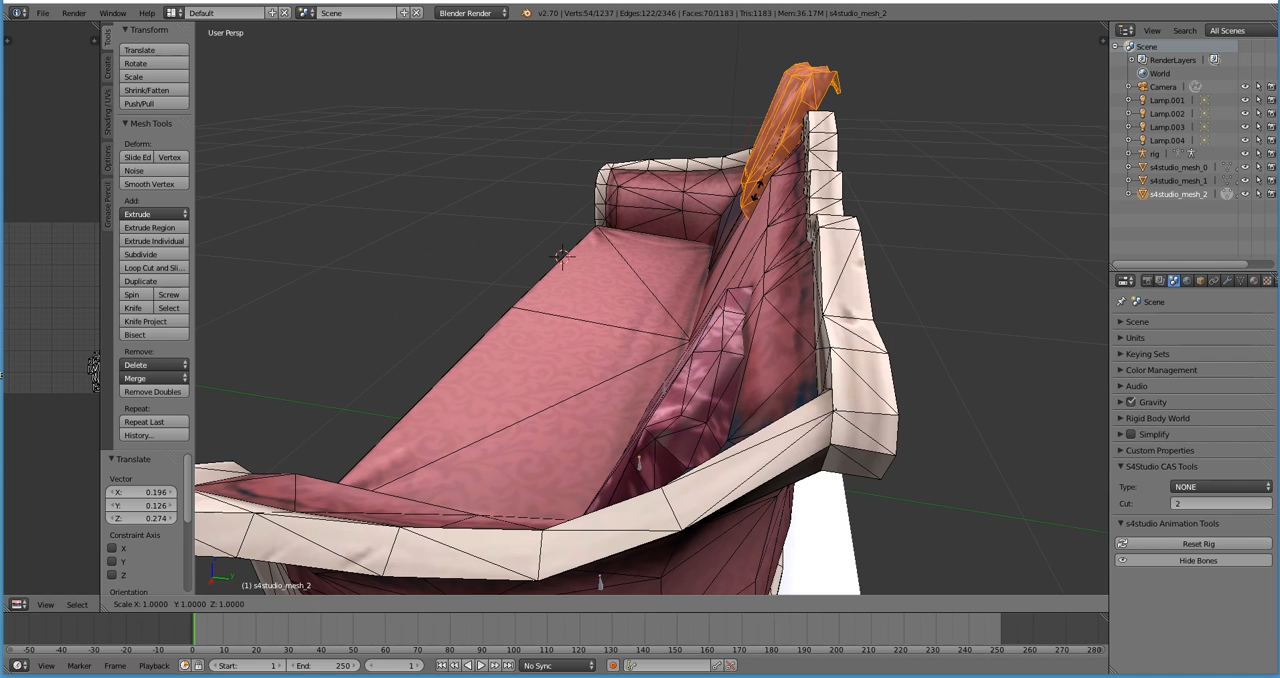 File Render Window Help Default Scene Blender Render v2.70 | Verts:54/1237 | Edges:122/2346 | Faces:70/1183 | Tris:1183 | Mem:36.17M | s4studio_mesh_2
User Persp
Tools
Create
Shading / UVs
Options
Grease Pencil
Transform
Translate
Rotate
Scale
Shrink/Fatten
Push/Pull
Mesh Tools
Deform:
Slide Ed Vertex
Noise
Smooth Vertex
Add:
Extrude
Extrude Region
Extrude Individual
Subdivide
Loop Cut and Sli...
Duplicate
Spin Screw
Knife Select
Knife Project
Bisect
Remove:
Delete
Merge
Remove Doubles
Repeat:
Repeat Last
History...
Translate
Vector
X: 0.196
Y: 0.126
Z: 0.274
Constraint Axis
X
Y
Z
Orientation
y
(1) s4studio_mesh_2
View Select Scale X: 1.0000 Y: 1.0000 Z: 1.0000
View Search All Scenes
Scene
RenderLayers
World
Camera
Lamp.001
Lamp.002
Lamp.003
Lamp.004
rig
s4studio_mesh_0
s4studio_mesh_1
s4studio_mesh_2
Scene
Scene
Units
Keying Sets
Color Management
Audio
Gravity
Rigid Body World
Simplify
Custom Properties
S4Studio CAS Tools
Type: NONE
Cut: 2
s4studio Animation Tools
Reset Rig
Hide Bones
-50 -40 -30 -20 -10 0 10 20 30 40 50 60 70 80 90 100 110 120 130 140 150 160 170 180 190 200 210 220 230 240 250 260 270 280
View Marker Frame Playback Start: 1 End: 250 1 No Sync